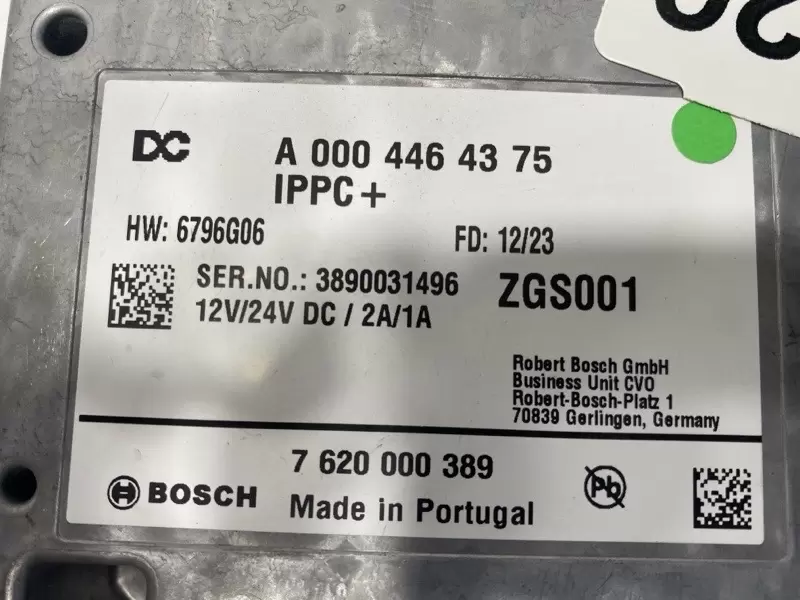 20
DC
A 000 446 43 75
IPPC+
HW: 6796G06
FD: 12/23
SER.NO.: 3890031496
ZGS001
12V/24V DC / 2A/1A
Robert Bosch GmbH
Business Unit CVO
Robert-Bosch-Platz 1
70839 Gerlingen, Germany
7 620 000 389
BOSCH
Made in Portugal
Pb